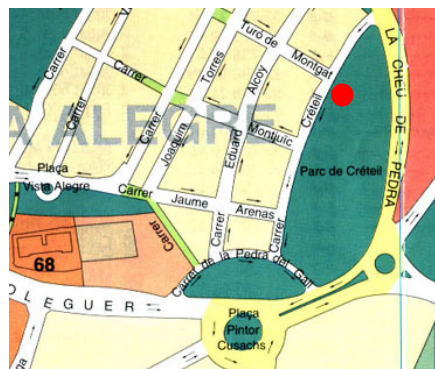 Carrer
Turó de
Montgat
LA CREU DE PEDRA
Carrer
Torres
Alcoy
Créteil
A ALEGRE
Carrer
Joaquim
Eduard
Montjuïc
Plaça
Vista Alegre
Parc de Créteil
Carrer
Jaume
Arenas
Carrer
Carrer
Carrer
Carrer de la Pedra del Gall
68
OLEGUER
Plaça
Pintor
Cusachs